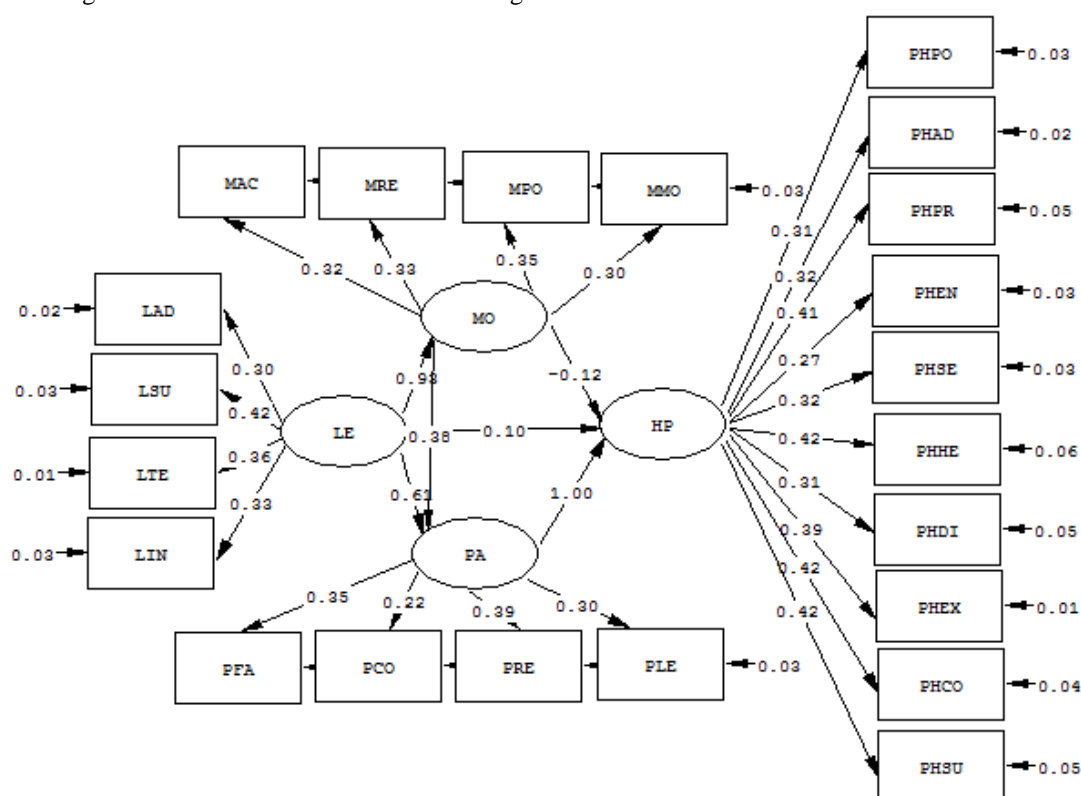 PHPO
0.03
PHAD
0.02
MAC
MRE
MPO
MMO
0.03
PHPR
0.05
0.31
0.32
0.33
0.35
0.30
0.32
0.02
LAD
MO
0.41
PHEN
0.03
0.30
0.27
0.03
LSU
0.93
-0.12
PHSE
0.03
0.42
0.32
LE
0.38
0.10
HP
0.42
PHHE
0.06
0.01
LTE
0.36
0.33
0.61
1.00
0.31
PHDI
0.05
0.03
LIN
PA
0.39
0.42
0.35
0.22
0.39
0.30
0.42
PHEX
0.01
PFA
PCO
PRE
PLE
0.03
PHCO
0.04
PHSU
0.05